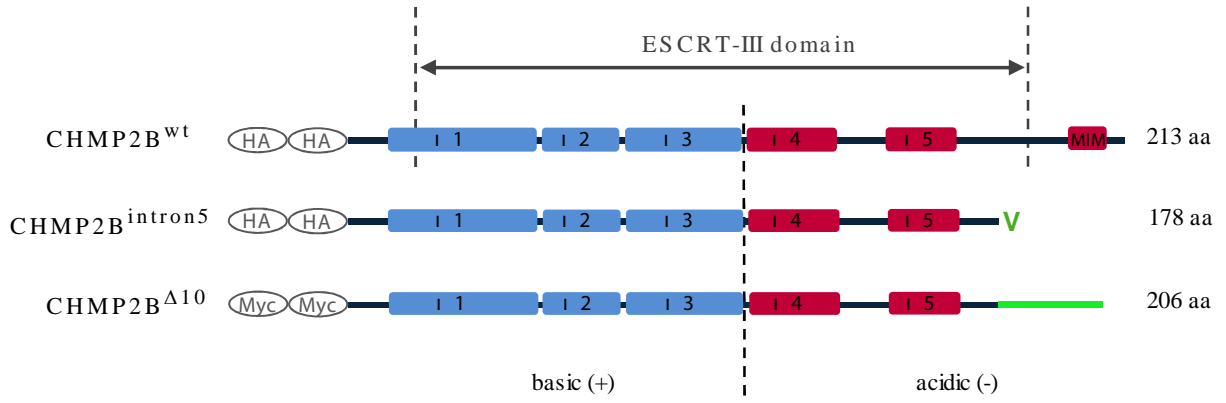 ESCRT-III domain
CHMP2B^wt HA HA I 1 I 2 I 3 I 4 I 5 MIM 213 aa
CHMP2B^intron5 HA HA I 1 I 2 I 3 I 4 I 5 V 178 aa
CHMP2B^Δ10 Myc Myc I 1 I 2 I 3 I 4 I 5 206 aa
basic (+) acidic (-)